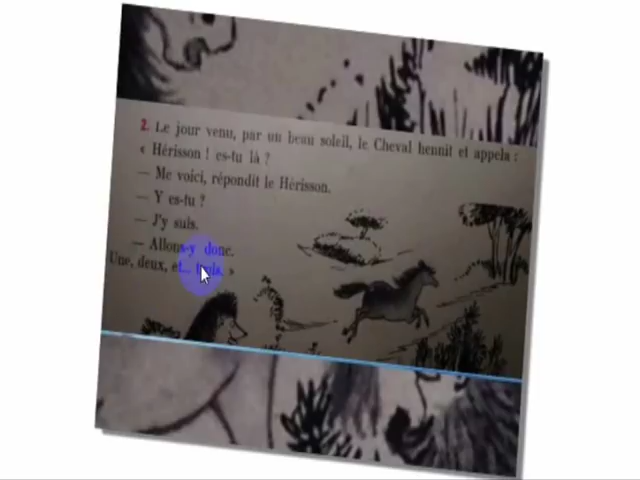 2. Le jour venu, par un beau soleil, le Cheval hennit et appela :
« Hérisson ! es-tu là ?
— Me voici, répondit le Hérisson.
— Y es-tu ?
— J'y suis.
— Allons-y donc.
Une, deux, et... trois. »